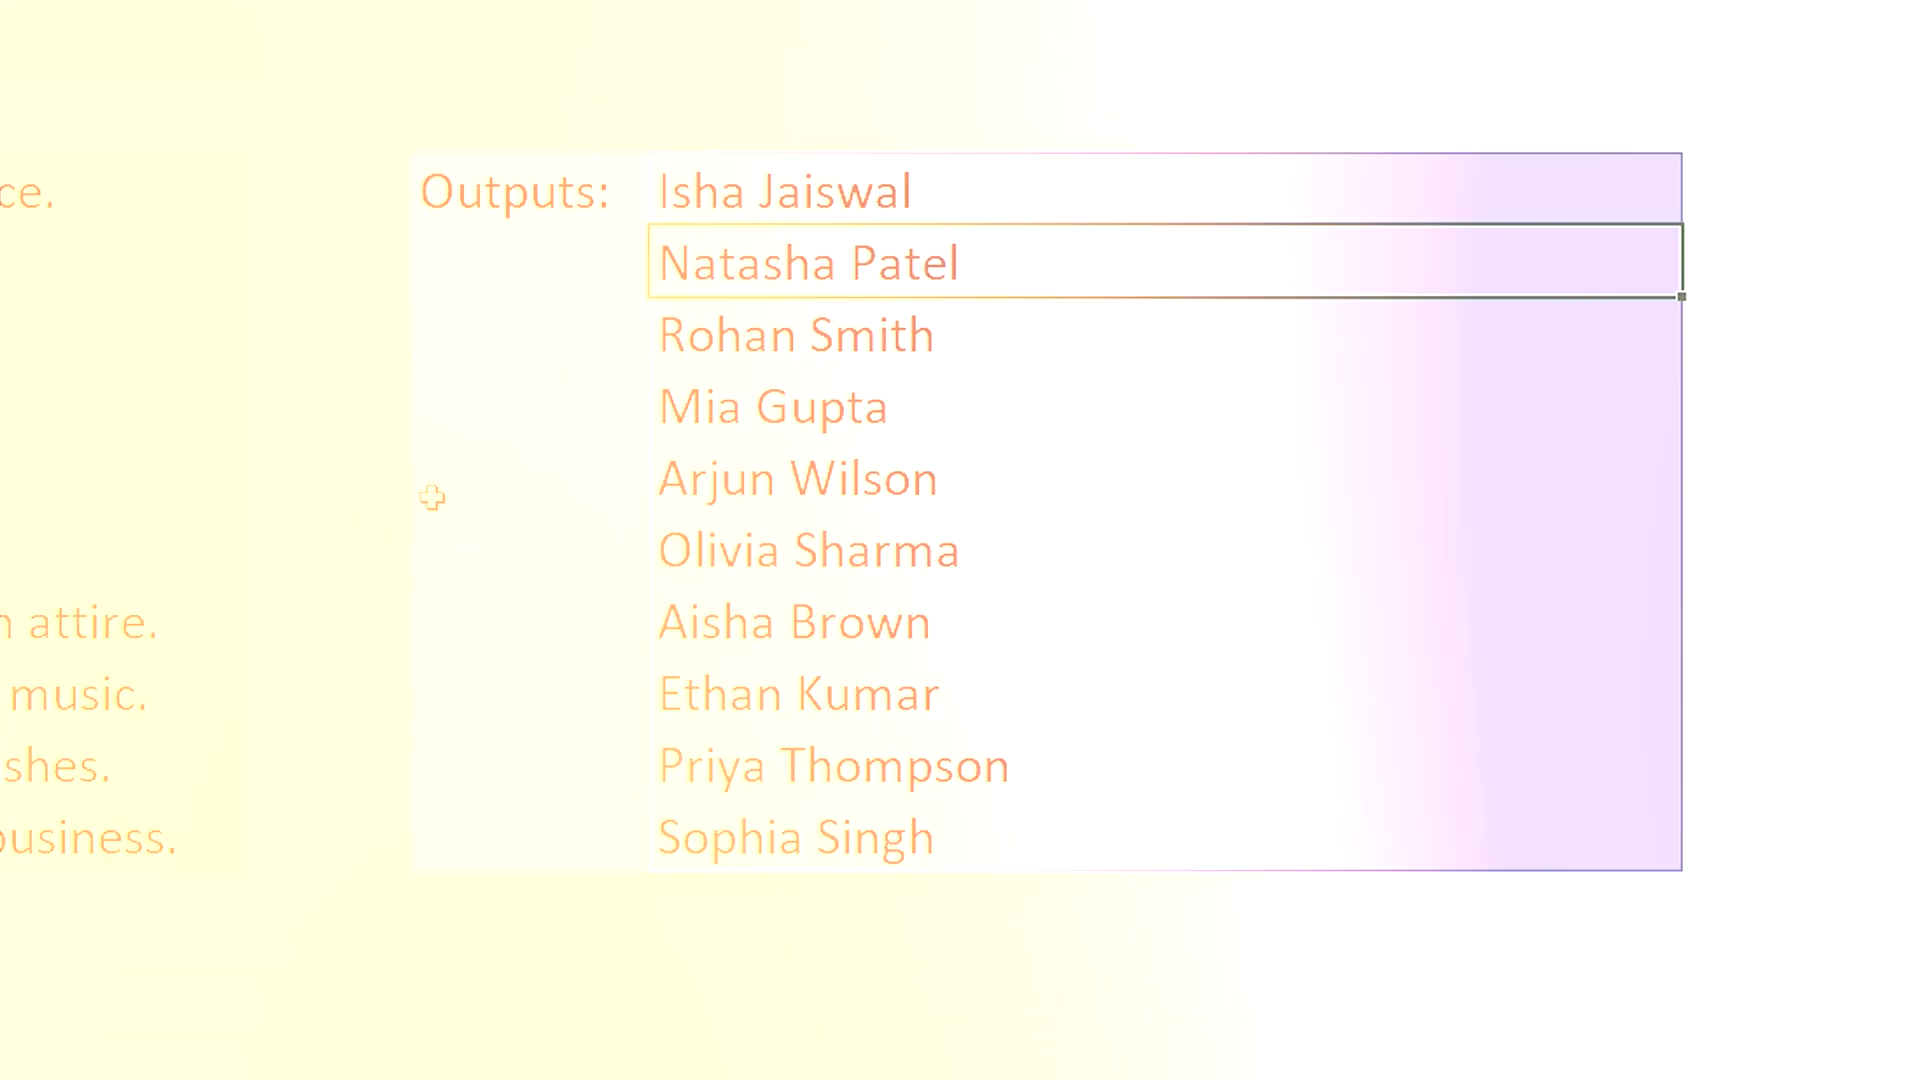 ce. Outputs: Isha Jaiswal
Natasha Patel
Rohan Smith
Mia Gupta
Arjun Wilson
Olivia Sharma
attire. Aisha Brown
music. Ethan Kumar
shes. Priya Thompson
business. Sophia Singh